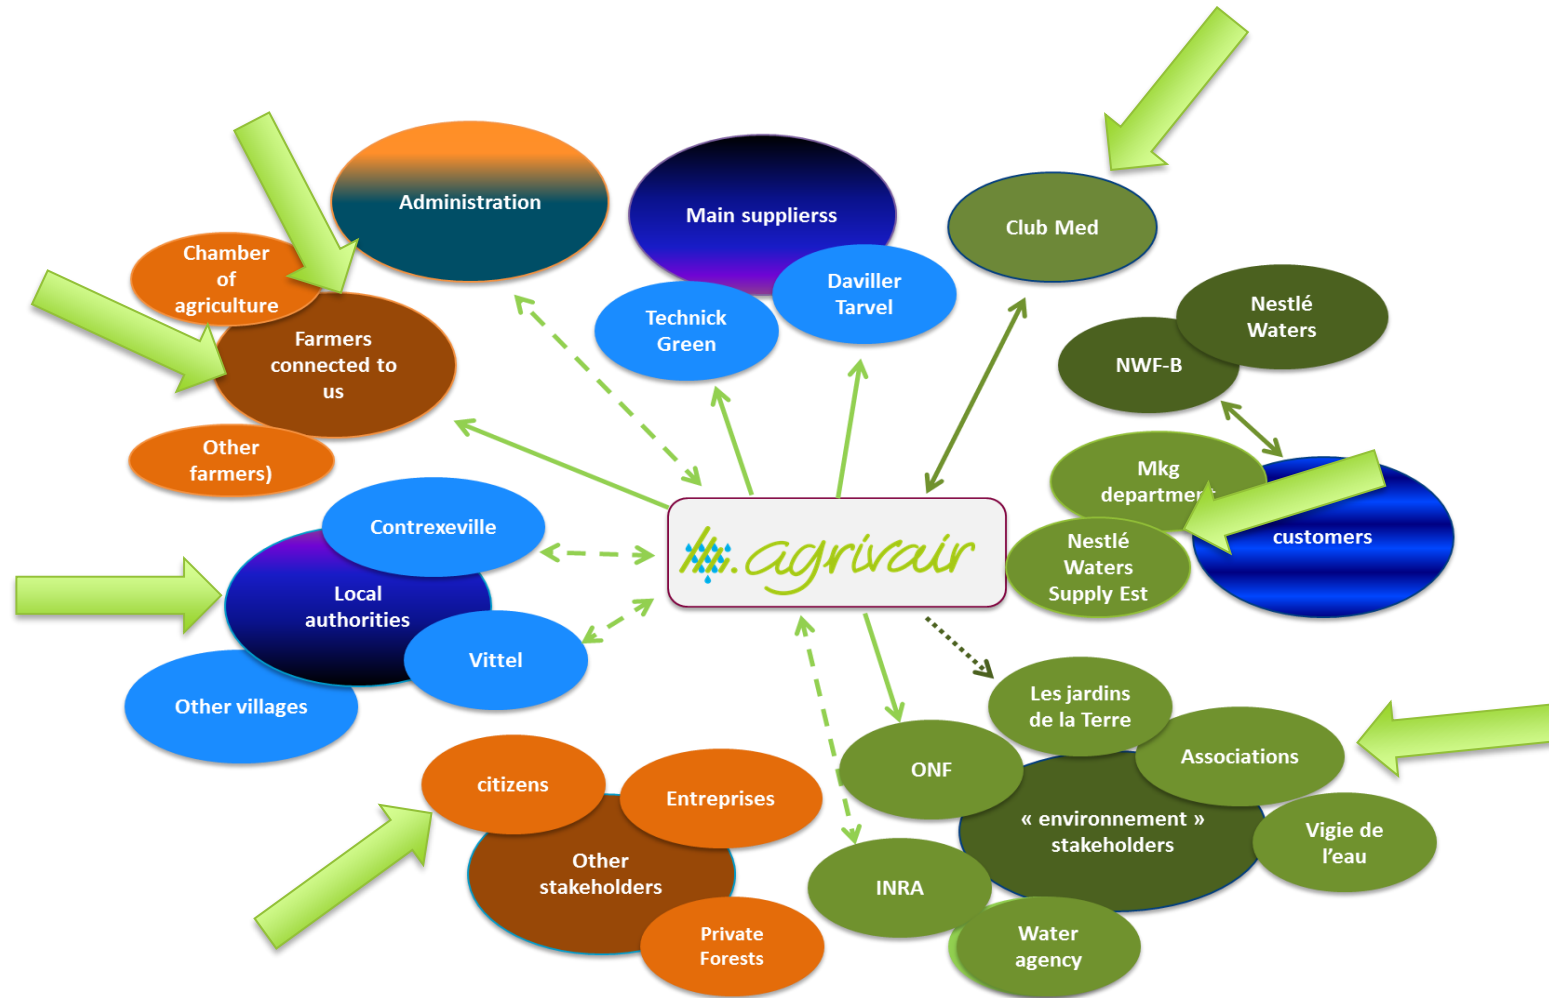 Administration
Main supplierss
Club Med
Chamber
of
agriculture
Daviller
Tarvel
Nestlé
Waters
Technick
Green
Farmers
connected to
us
NWF-B
Other
farmers)
Mkg
department
Contrexeville
customers
Nestlé
Waters
Supply Est
agrivair
Local
authorities
Vittel
Other villages
Les jardins
de la Terre
Associations
ONF
citizens
Entreprises
« environnement »
stakeholders
Vigie de
l’eau
Other
stakeholders
INRA
Private
Forests
Water
agency